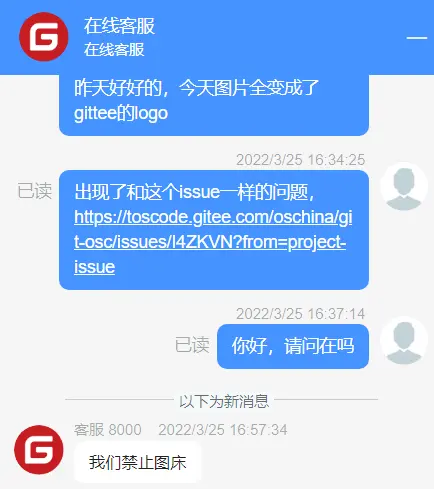 在线客服
在线客服
昨天好好的，今天图片全变成了
gittee的logo
2022/3/25 16:34:25
已读
出现了和这个issue一样的问题，
https://toscode.gitee.com/oschina/gi
t-osc/issues/I4ZKVN?from=project-
issue
2022/3/25 16:37:14
已读
你好，请问在吗
以下为新消息
客服 8000 2022/3/25 16:57:34
我们禁止图床